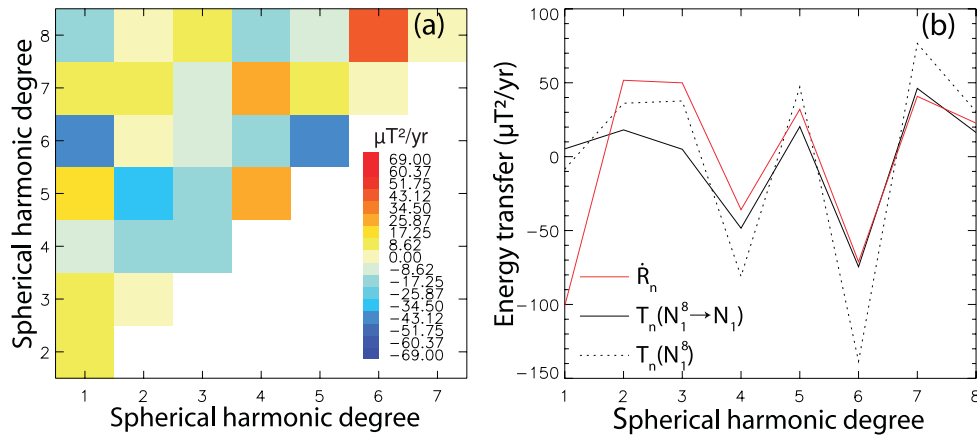 (a)
Spherical harmonic degree
8
7
6
5
4
3
2
μT²/yr
69.00
60.37
51.75
43.12
34.50
25.87
17.25
8.62
0.00
-8.62
-17.25
-25.87
-34.50
-43.12
-51.75
-60.37
-69.00
1 2 3 4 5 6 7
Spherical harmonic degree
(b)
Energy transfer (μT²/yr)
100
50
0
-50
-100
-150
Ṙₙ
Tₙ(N₁⁸→N₁)
Tₙ(N₁⁸)
1 2 3 4 5 6 7 8
Spherical harmonic degree